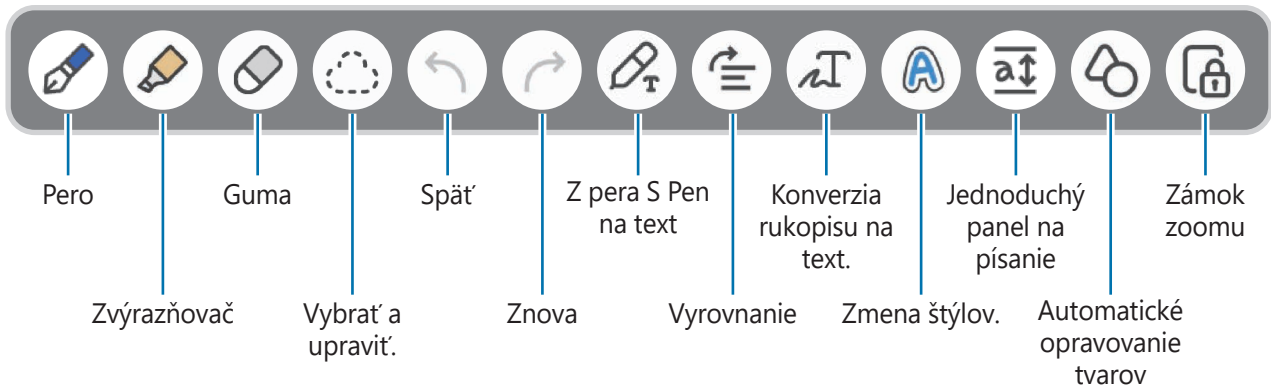 Pero
Guma
Späť
Z pera S Pen
na text
Konverzia
rukopisu na
text.
Jednoduchý
panel na
písanie
Zámok
zoomu
Zvýrazňovač
Vybrať a
upraviť.
Znova
Vyrovnanie
Zmena štýlov.
Automatické
opravovanie
tvarov